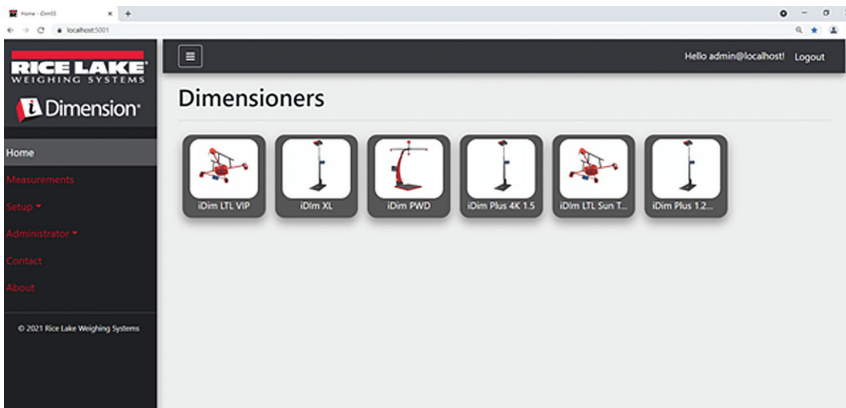 Home - iDimSS
localhost:5001
RICE LAKE
WEIGHING SYSTEMS
iDimension
Hello admin@localhost! Logout
Dimensioners
Home
Measurements
Setup
Administrator
Contact
About
© 2021 Rice Lake Weighing Systems
iDim LTL VIP
iDIm XL
iDim PWD
iDim Plus 4K 1.5
iDIm LTL Sun T...
iDim Plus 1.2...